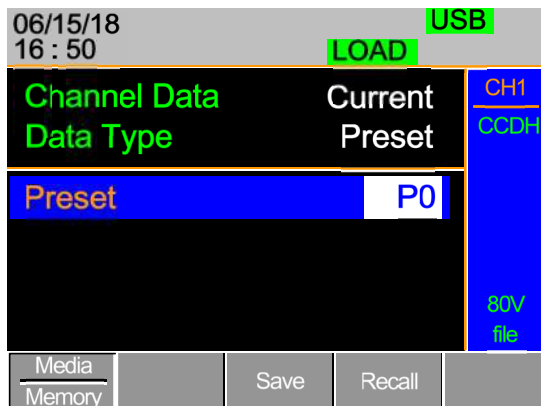 06/15/18
USB
16 : 50
LOAD
Channel Data Current
CH1
Data Type Preset
CCDH
Preset P0
80V
file
Media
Memory
Save
Recall